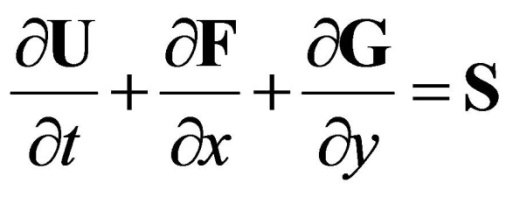 ∂U/∂t + ∂F/∂x + ∂G/∂y = S